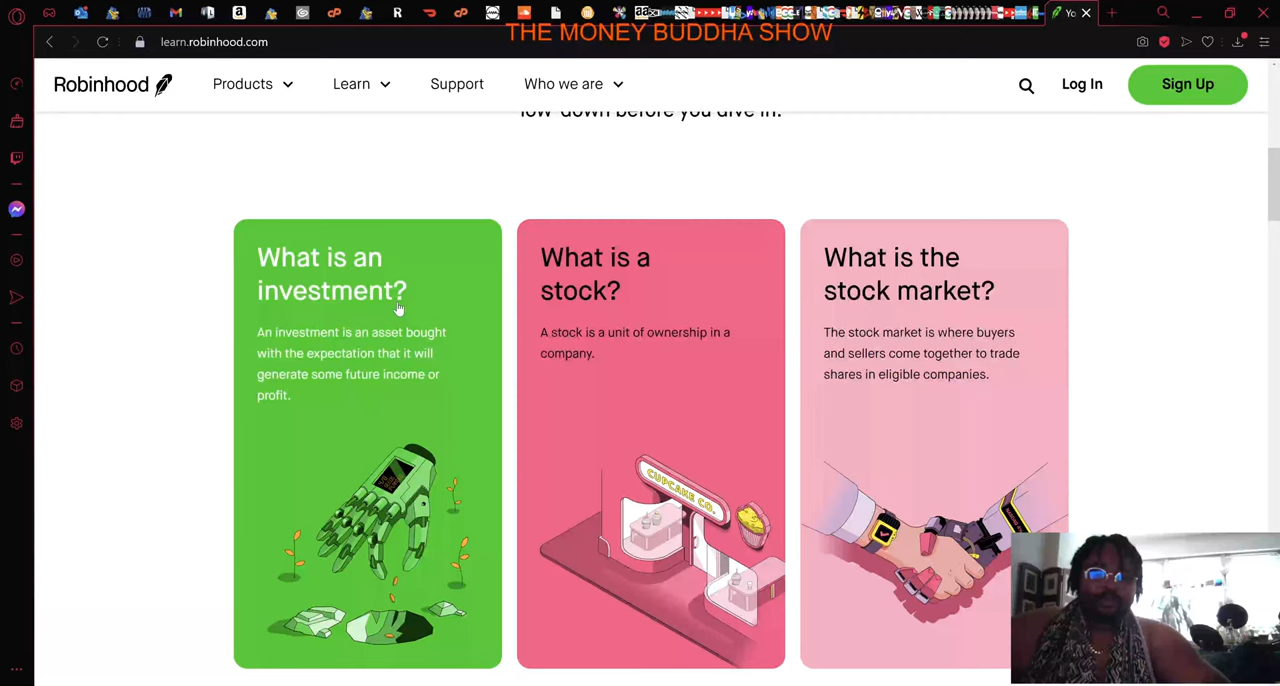 THE MONEY BUDDHA SHOW
learn.robinhood.com
Robinhood
Products
Learn
Support
Who we are
Log In
Sign Up
low-down before you dive in.
What is an
investment?
An investment is an asset bought
with the expectation that it will
generate some future income or
profit.
What is a
stock?
A stock is a unit of ownership in a
company.
CUPCAKE CO.
What is the
stock market?
The stock market is where buyers
and sellers come together to trade
shares in eligible companies.